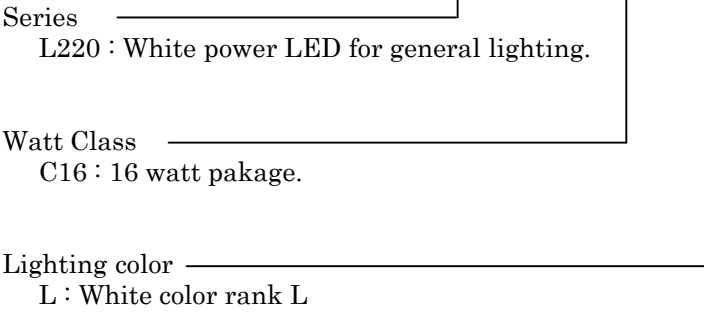 Series
L220 : White power LED for general lighting.
Watt Class
C16 : 16 watt pakage.
Lighting color
L : White color rank L